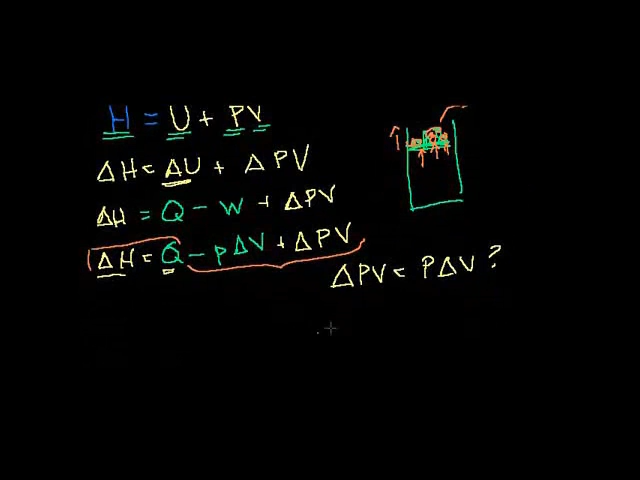 H = U + PV
ΔH = ΔU + ΔPV
ΔH = Q - W + ΔPV
ΔH = Q - PΔV + ΔPV
ΔPV = PΔV ?